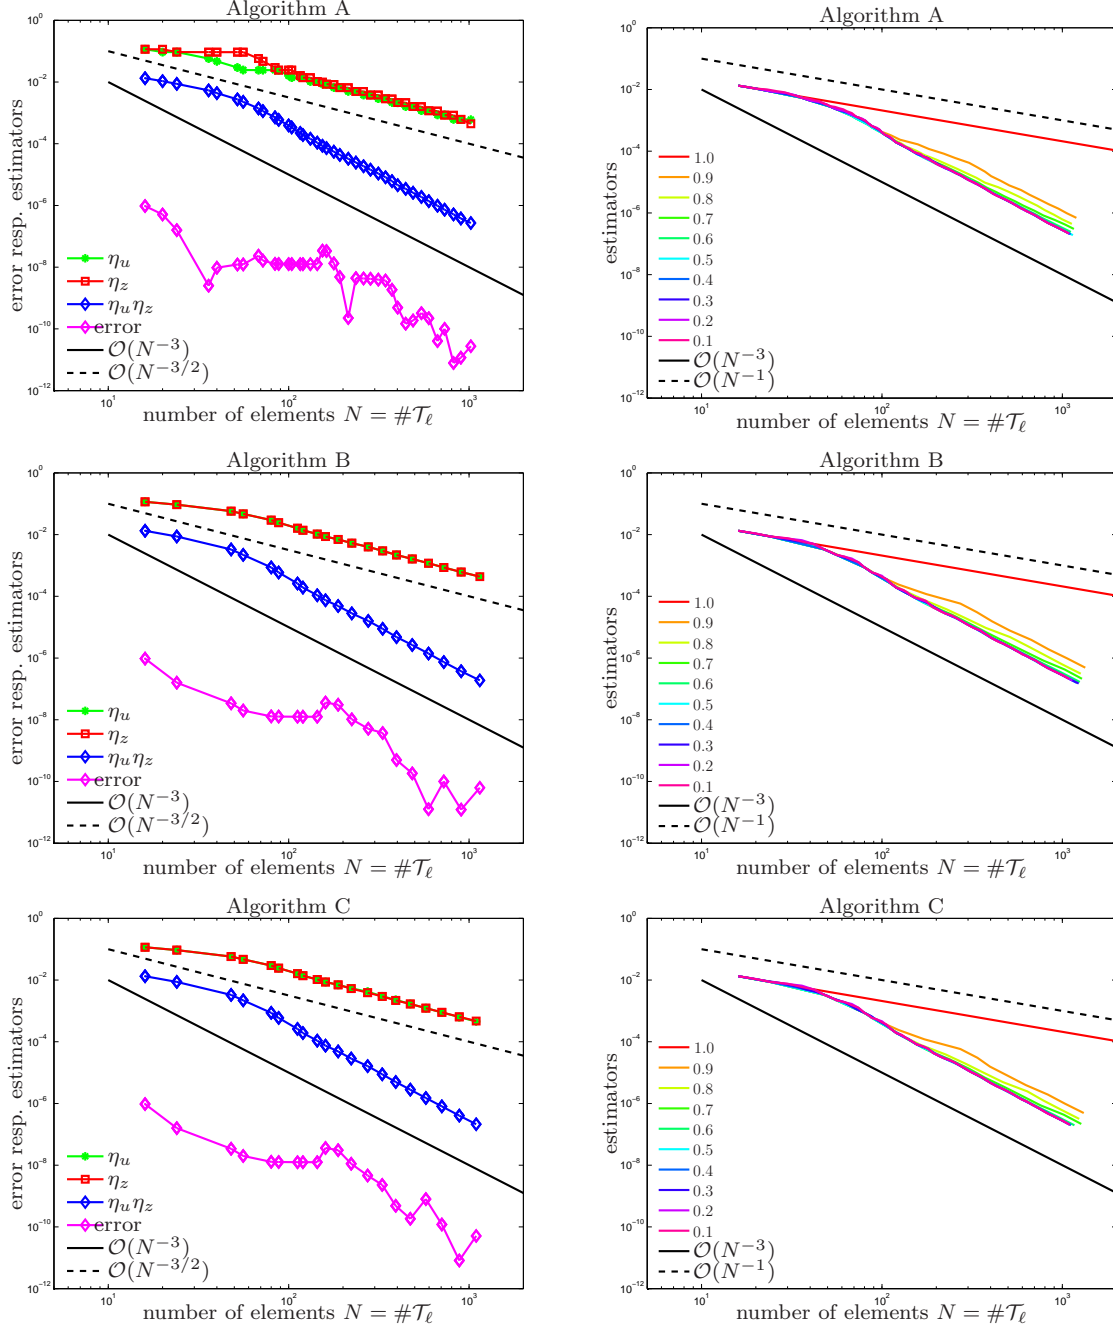 Algorithm A
error resp. estimators
10^0
10^{-2}
10^{-4}
10^{-6}
10^{-8}
10^{-10}
10^{-12}
η_u
η_z
η_u η_z
error
O(N^{-3})
O(N^{-3/2})
10^1
10^2
10^3
number of elements N = #T_ℓ
Algorithm A
estimators
10^0
10^{-2}
10^{-4}
10^{-6}
10^{-8}
10^{-10}
10^{-12}
1.0
0.9
0.8
0.7
0.6
0.5
0.4
0.3
0.2
0.1
O(N^{-3})
O(N^{-1})
10^1
10^2
10^3
number of elements N = #T_ℓ
Algorithm B
error resp. estimators
10^0
10^{-2}
10^{-4}
10^{-6}
10^{-8}
10^{-10}
10^{-12}
η_u
η_z
η_u η_z
error
O(N^{-3})
O(N^{-3/2})
10^1
10^2
10^3
number of elements N = #T_ℓ
Algorithm B
estimators
10^0
10^{-2}
10^{-4}
10^{-6}
10^{-8}
10^{-10}
10^{-12}
1.0
0.9
0.8
0.7
0.6
0.5
0.4
0.3
0.2
0.1
O(N^{-3})
O(N^{-1})
10^1
10^2
10^3
number of elements N = #T_ℓ
Algorithm C
error resp. estimators
10^0
10^{-2}
10^{-4}
10^{-6}
10^{-8}
10^{-10}
10^{-12}
η_u
η_z
η_u η_z
error
O(N^{-3})
O(N^{-3/2})
10^1
10^2
10^3
number of elements N = #T_ℓ
Algorithm C
estimators
10^0
10^{-2}
10^{-4}
10^{-6}
10^{-8}
10^{-10}
10^{-12}
1.0
0.9
0.8
0.7
0.6
0.5
0.4
0.3
0.2
0.1
O(N^{-3})
O(N^{-1})
10^1
10^2
10^3
number of elements N = #T_ℓ